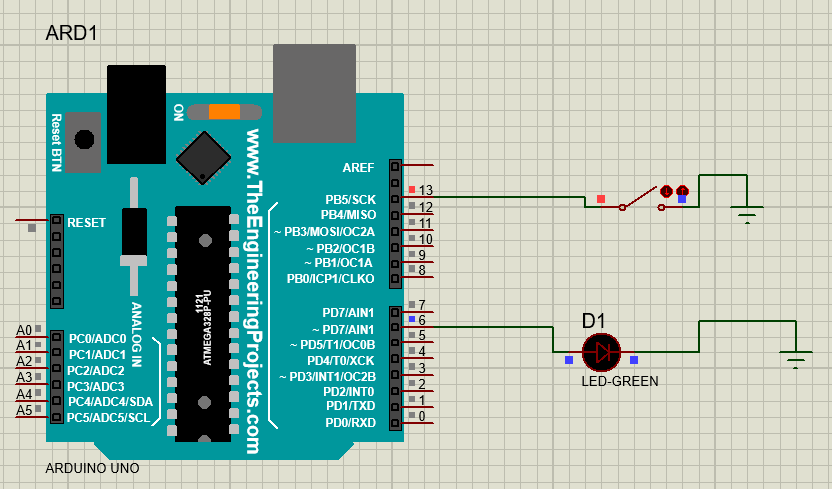 ARD1
ON
Reset BTN
www.TheEngineeringProjects.com
RESET
AREF
PB5/SCK 13
PB4/MISO 12
~ PB3/MOSI/OC2A 11
~ PB2/OC1B 10
~ PB1/OC1A 9
PB0/ICP1/CLKO 8
1121
ATMEGA328P-PU
ANALOG IN
PD7/AIN1 7
~ PD7/AIN1 6
~ PD5/T1/OC0B 5
PD4/T0/XCK 4
~ PD3/INT1/OC2B 3
PD2/INT0 2
PD1/TXD 1
PD0/RXD 0
A0 PC0/ADC0
A1 PC1/ADC1
A2 PC2/ADC2
A3 PC3/ADC3
A4 PC4/ADC4/SDA
A5 PC5/ADC5/SCL
D1
LED-GREEN
ARDUINO UNO